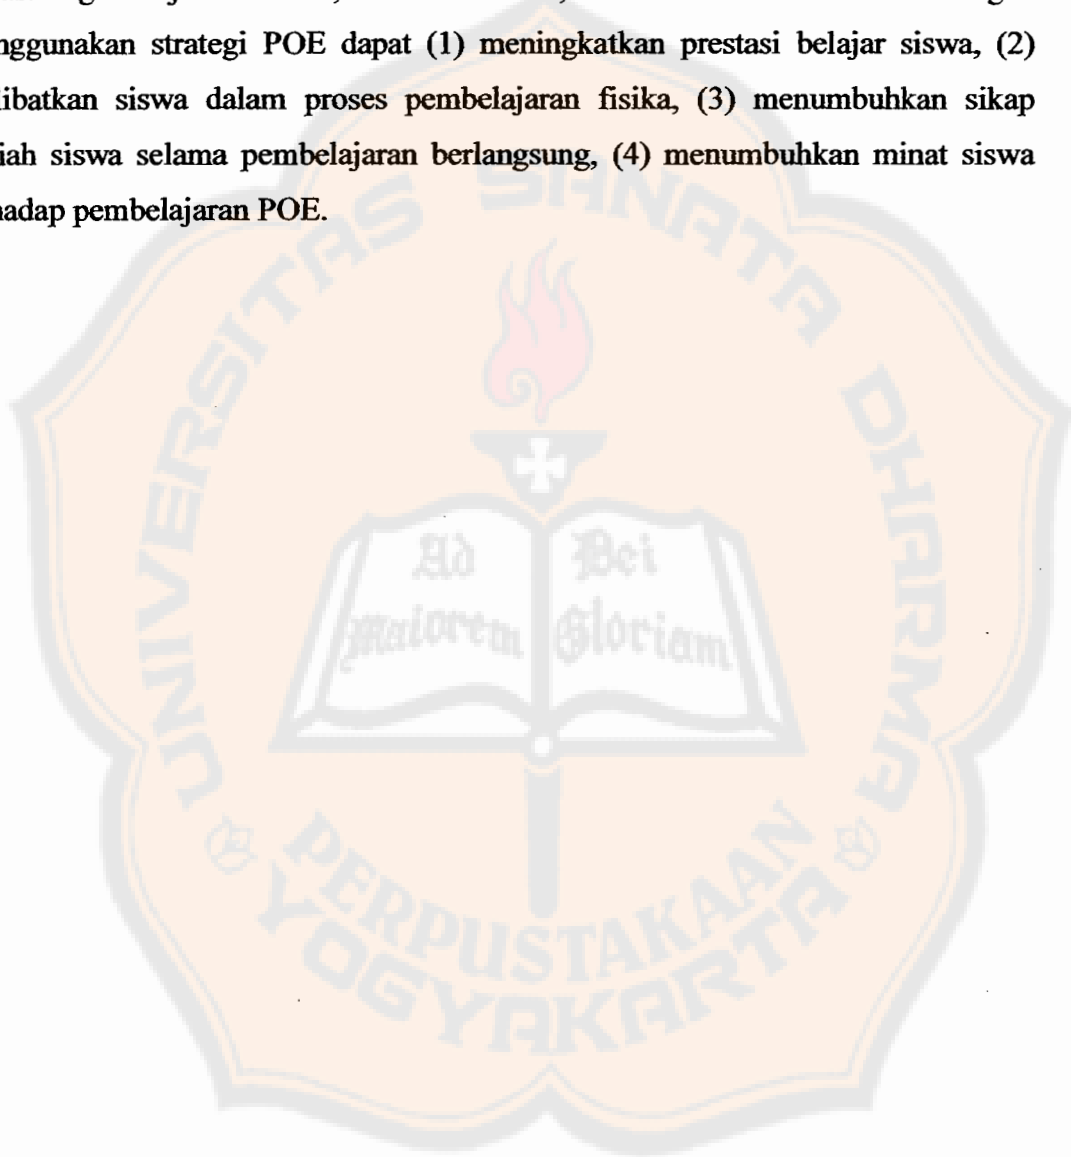 nggunakan strategi POE dapat (1) meningkatkan prestasi belajar siswa, (2)
libatkan siswa dalam proses pembelajaran fisika, (3) menumbuhkan sikap
iah siswa selama pembelajaran berlangsung, (4) menumbuhkan minat siswa
hadap pembelajaran POE.
UNIVERSITAS SANATA DHARMA
Ad Dei
Maiorem Gloriam
PERPUSTAKAAN
YOGYAKARTA